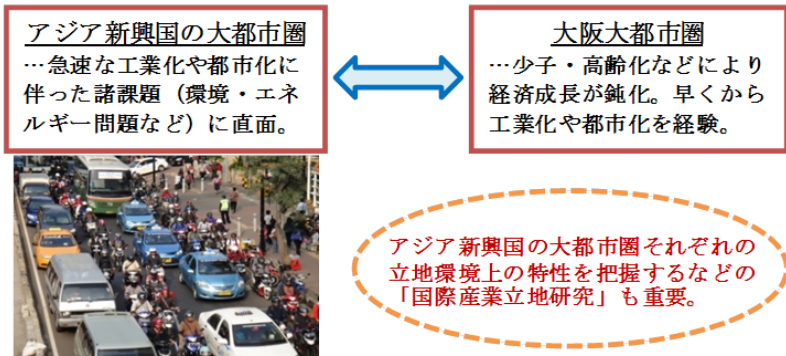 アジア新興国の大都市圏
…急速な工業化や都市化に
伴った諸課題（環境・エネ
ルギー問題など）に直面。
大阪大都市圏
…少子・高齢化などにより
経済成長が鈍化。早くから
工業化や都市化を経験。
アジア新興国の大都市圏それぞれの
立地環境上の特性を把握するなどの
「国際産業立地研究」も重要。